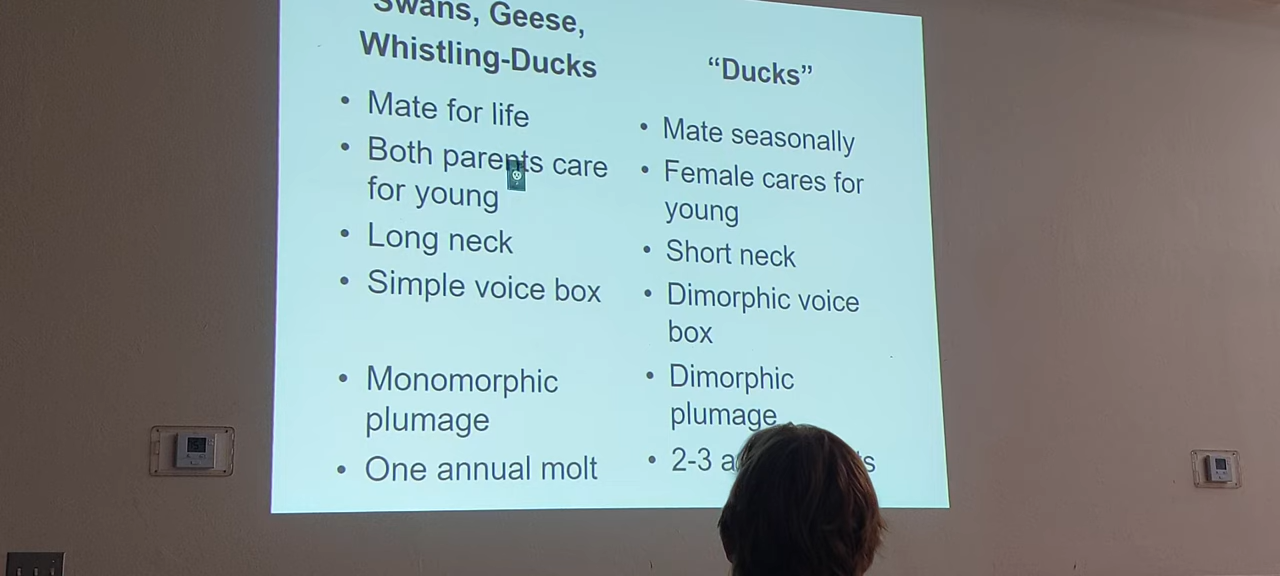 Swans, Geese,
Whistling-Ducks
• Mate for life
• Both parents care
for young
• Long neck
• Simple voice box
• Monomorphic
plumage
• One annual molt
“Ducks”
• Mate seasonally
• Female cares for
young
• Short neck
• Dimorphic voice
box
• Dimorphic
plumage
• 2-3